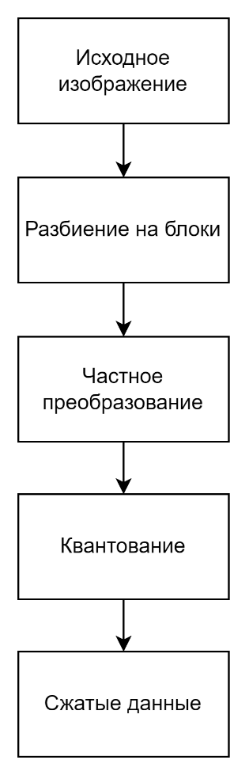 Исходное
изображение
Разбиение на блоки
Частное
преобразование
Квантование
Сжатые данные